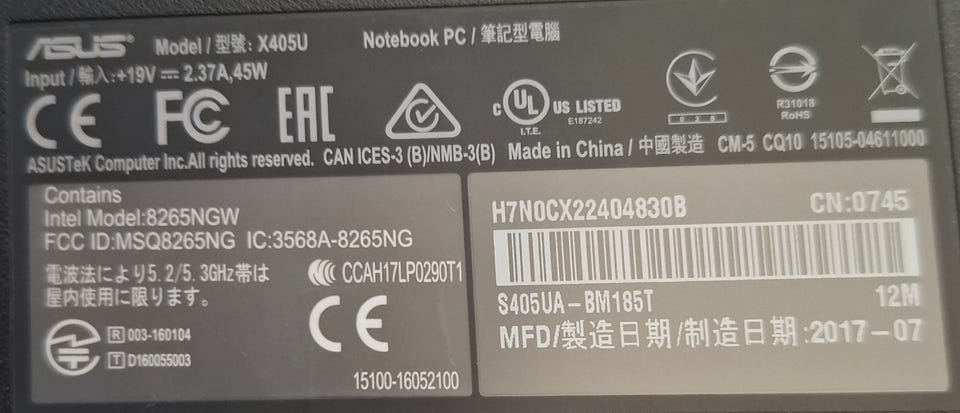 ASUS Model / 型號: X405U Notebook PC / 筆記型電腦
Input / 輸入:+19V⎓ 2.37A,45W
CE FC EAC
c UL US LISTED
E187242
I.T.E.
R31018
RoHS
ASUSTeK Computer Inc.All rights reserved. CAN ICES-3 (B)/NMB-3(B) Made in China / 中國製造 CM-5 CQ10 15105-04611000
Contains
Intel Model:8265NGW
FCC ID:MSQ8265NG IC:3568A-8265NG
電波法により5.2/5.3GHz帯は
屋内使用に限ります。
CCAH17LP0290T1
R 003-160104
T D160055003
CE
15100-16052100
H7N0CX22404830B CN:0745
S405UA-BM185T 12M
MFD/製造日期/制造日期:2017-07